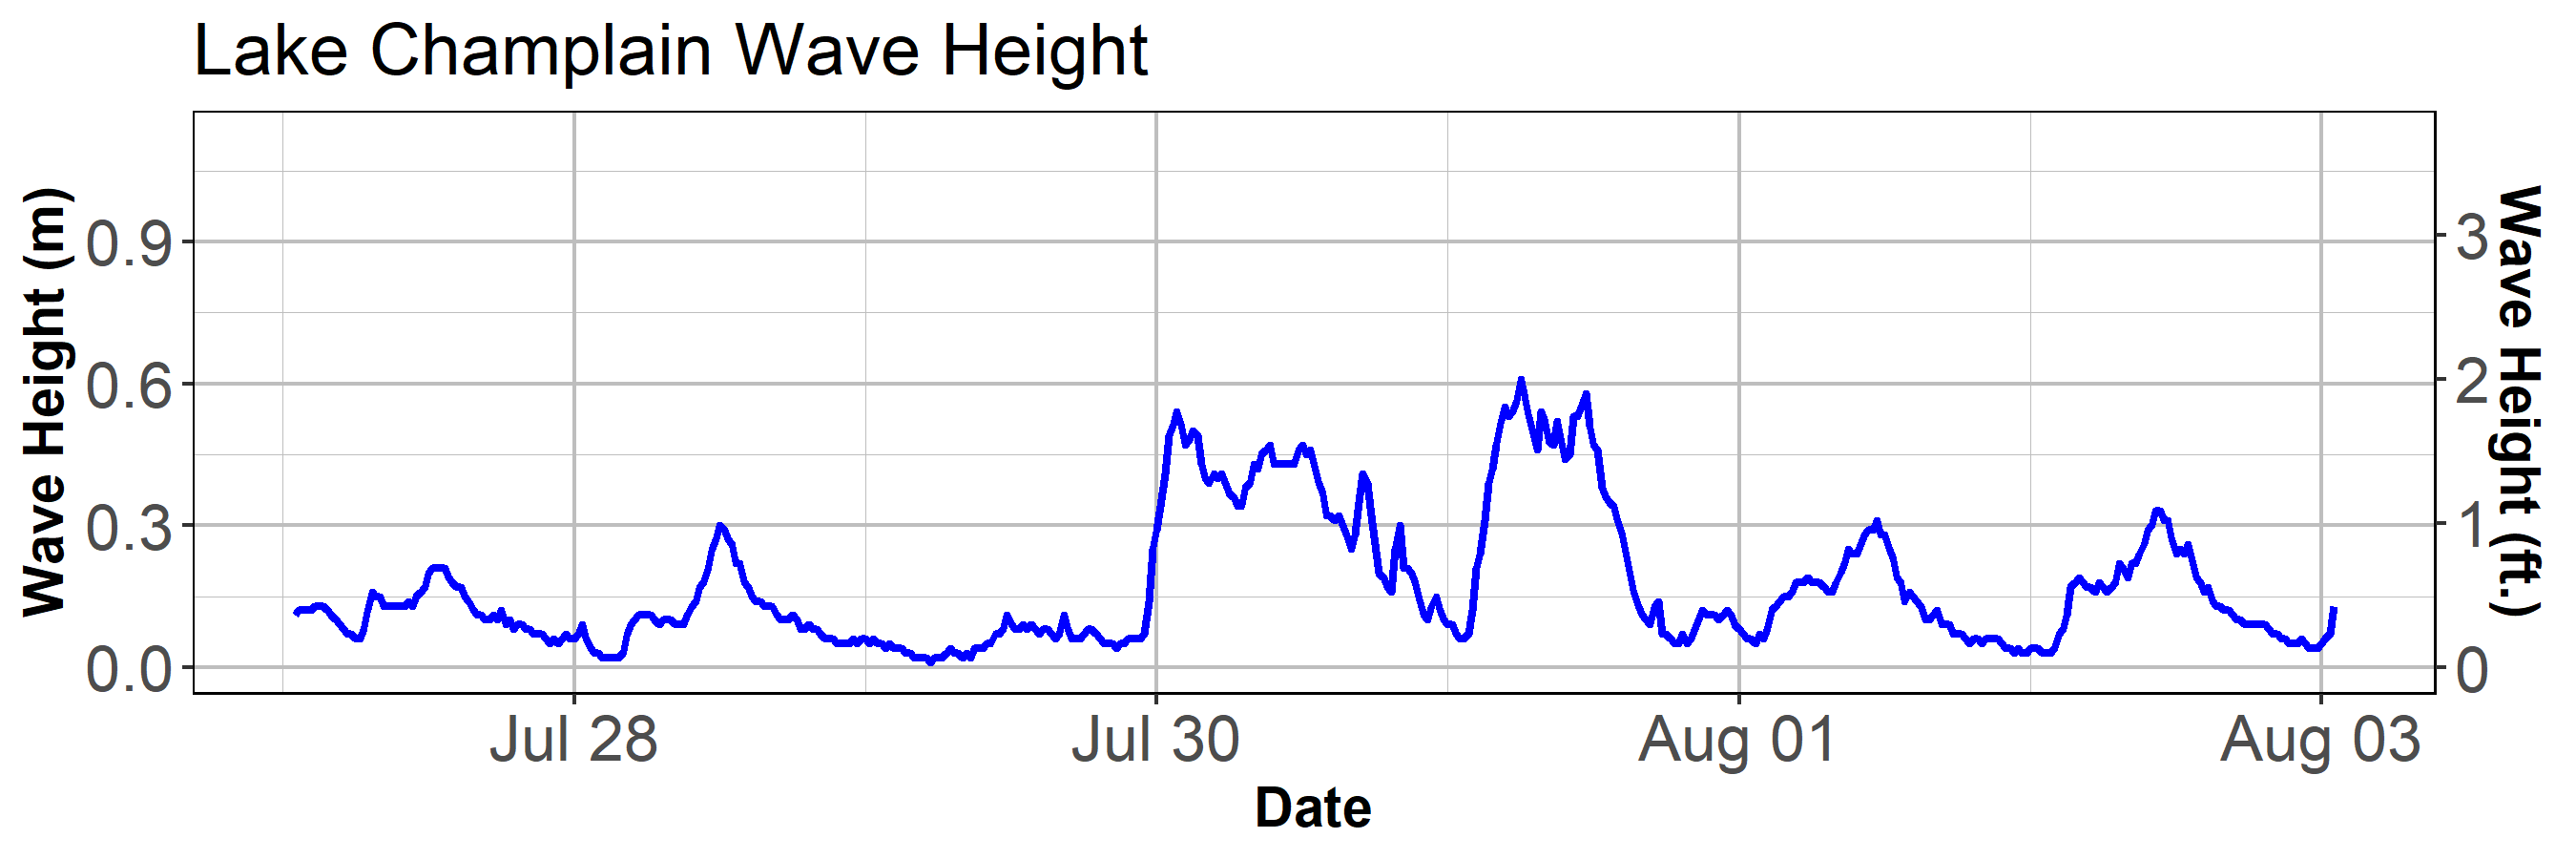 Lake Champlain Wave Height
Wave Height (m)
0.9
0.6
0.3
0.0
3
2
1
0
Wave Height (ft.)
Jul 28
Jul 30
Aug 01
Aug 03
Date